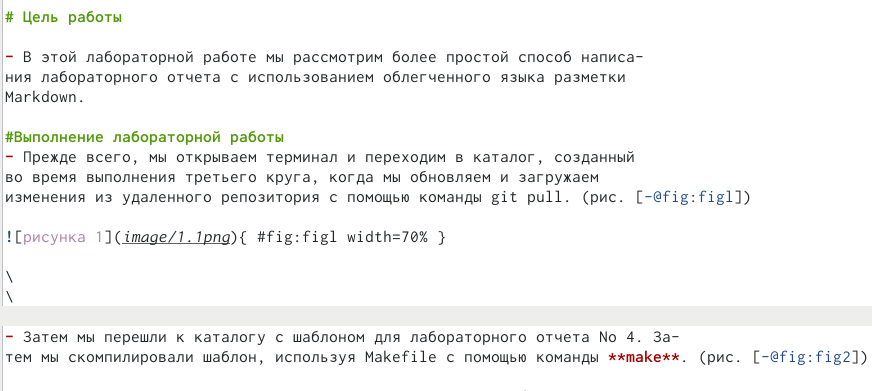 # Цель работы
- В этой лабораторной работе мы рассмотрим более простой способ написа-
ния лабораторного отчета с использованием облегченного языка разметки
Markdown.
#Выполнение лабораторной работы
- Прежде всего, мы открываем терминал и переходим в каталог, созданный
во время выполнения третьего круга, когда мы обновляем и загружаем
изменения из удаленного репозитория с помощью команды git pull. (рис. [-@fig:figl])
![рисунка 1](image/1.1png){ #fig:figl width=70% }
\
\
- Затем мы перешли к каталогу с шаблоном для лабораторного отчета No 4. За-
тем мы скомпилировали шаблон, используя Makefile с помощью команды **make**. (рис. [-@fig:fig2])